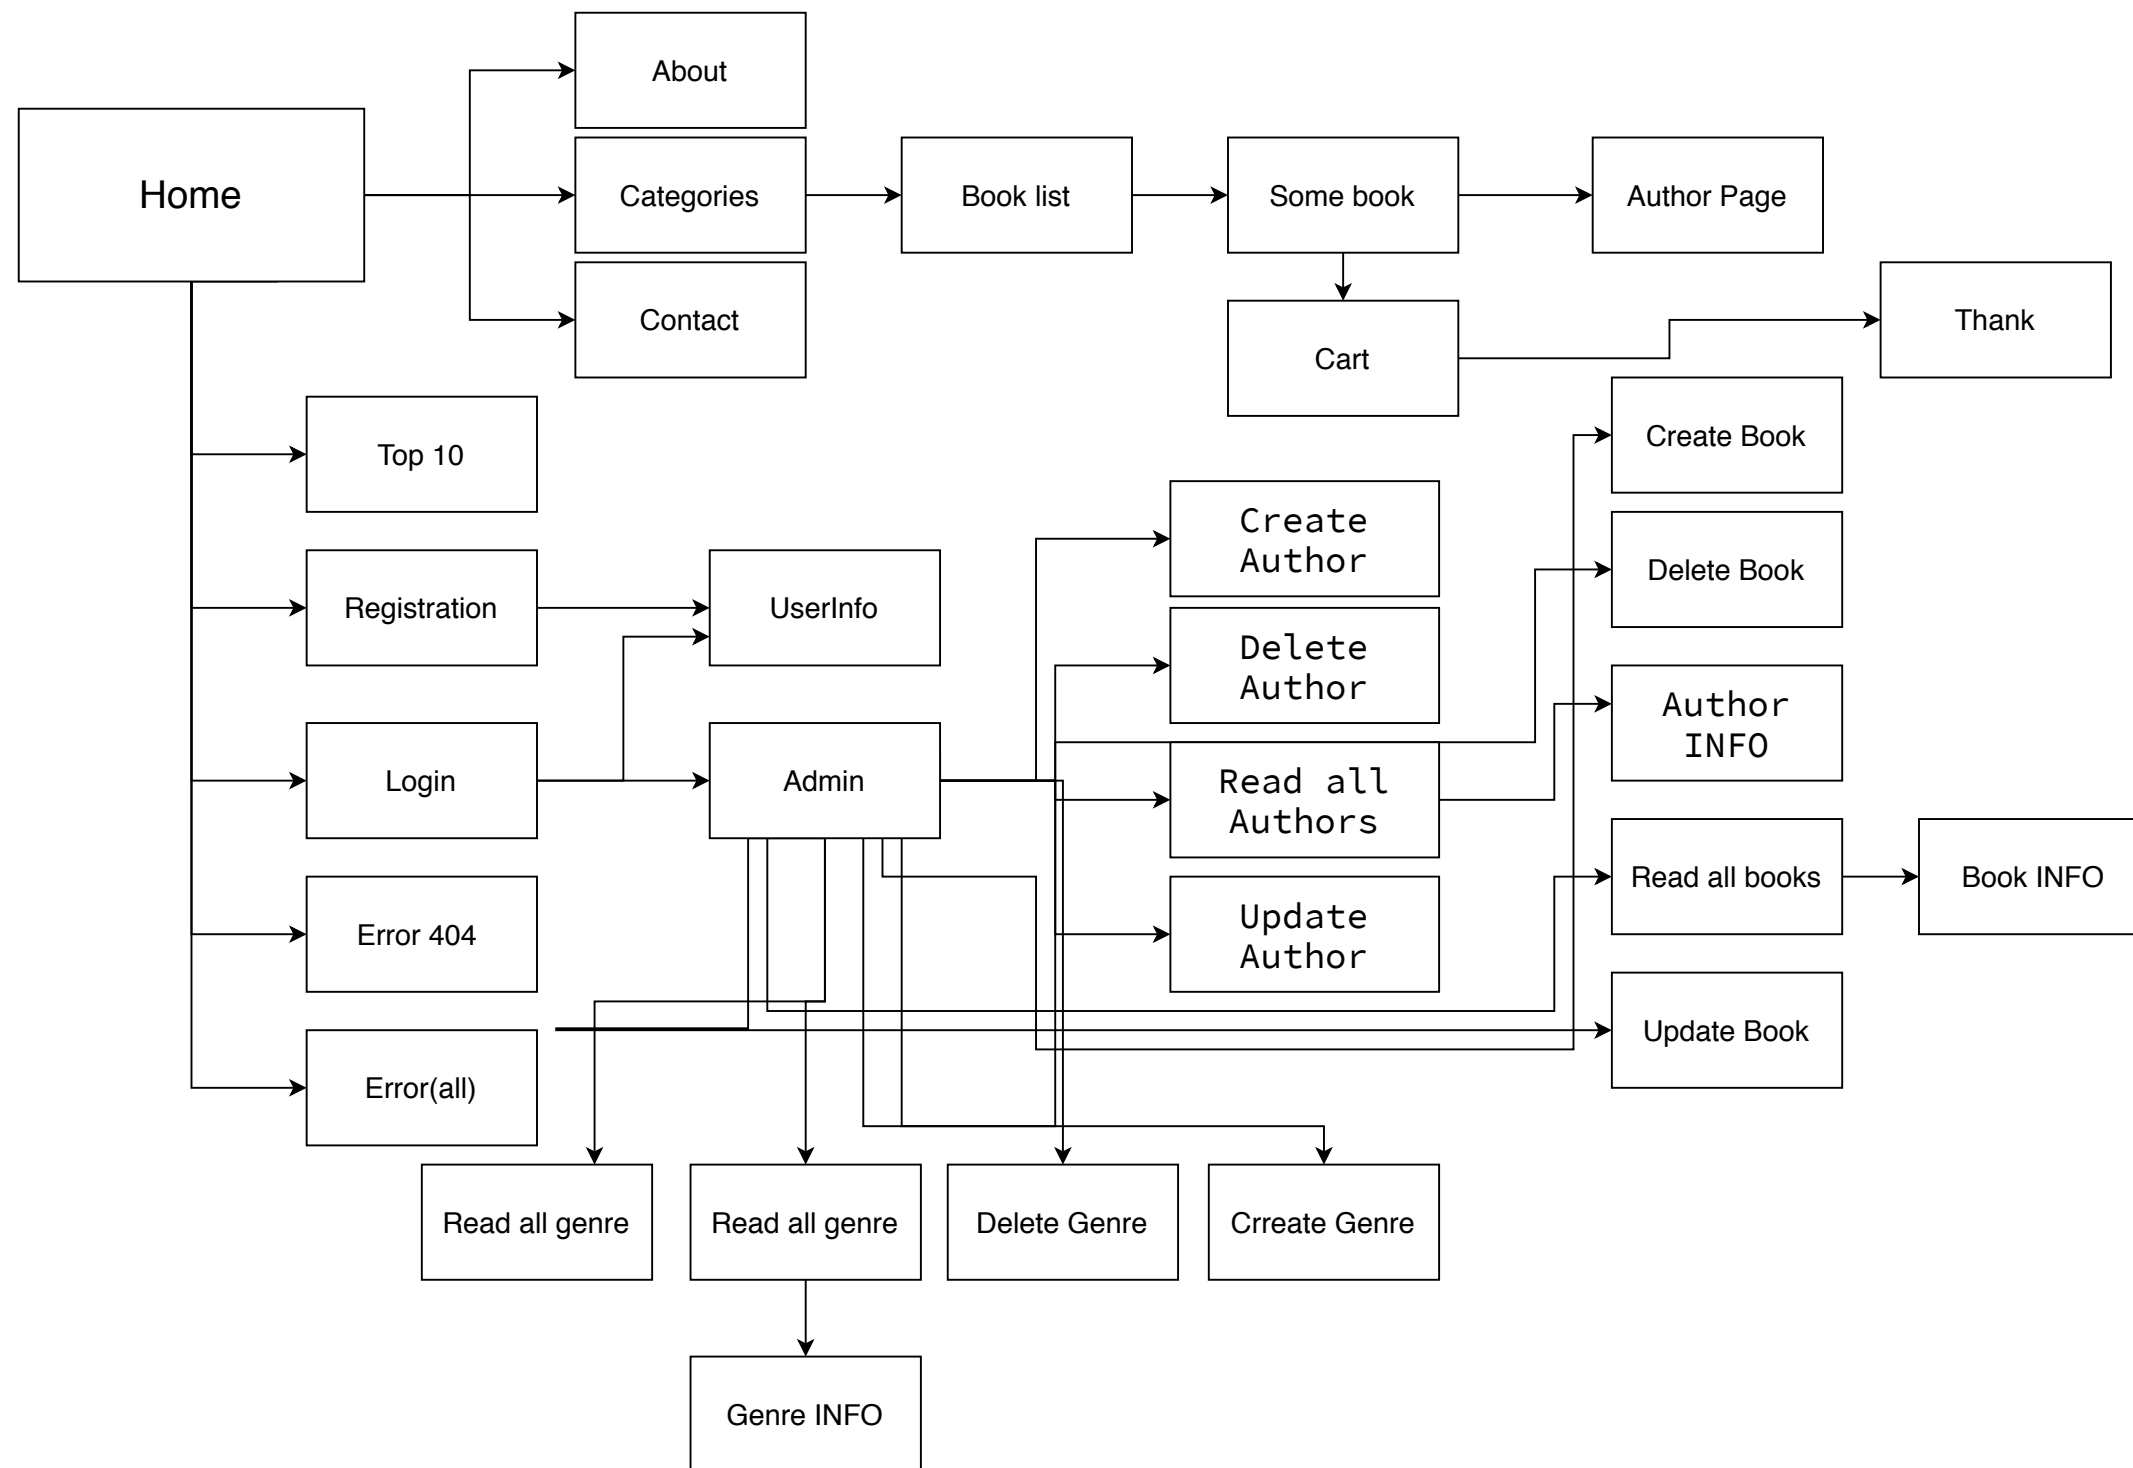 About
Home
Categories
Book list
Some book
Author Page
Contact
Cart
Thank
Top 10
Create Book
Create
Author
Delete Book
Registration
UserInfo
Delete
Author
Author
INFO
Login
Admin
Read all
Authors
Read all books
Book INFO
Error 404
Update
Author
Update Book
Error(all)
Read all genre
Read all genre
Delete Genre
Crreate Genre
Genre INFO